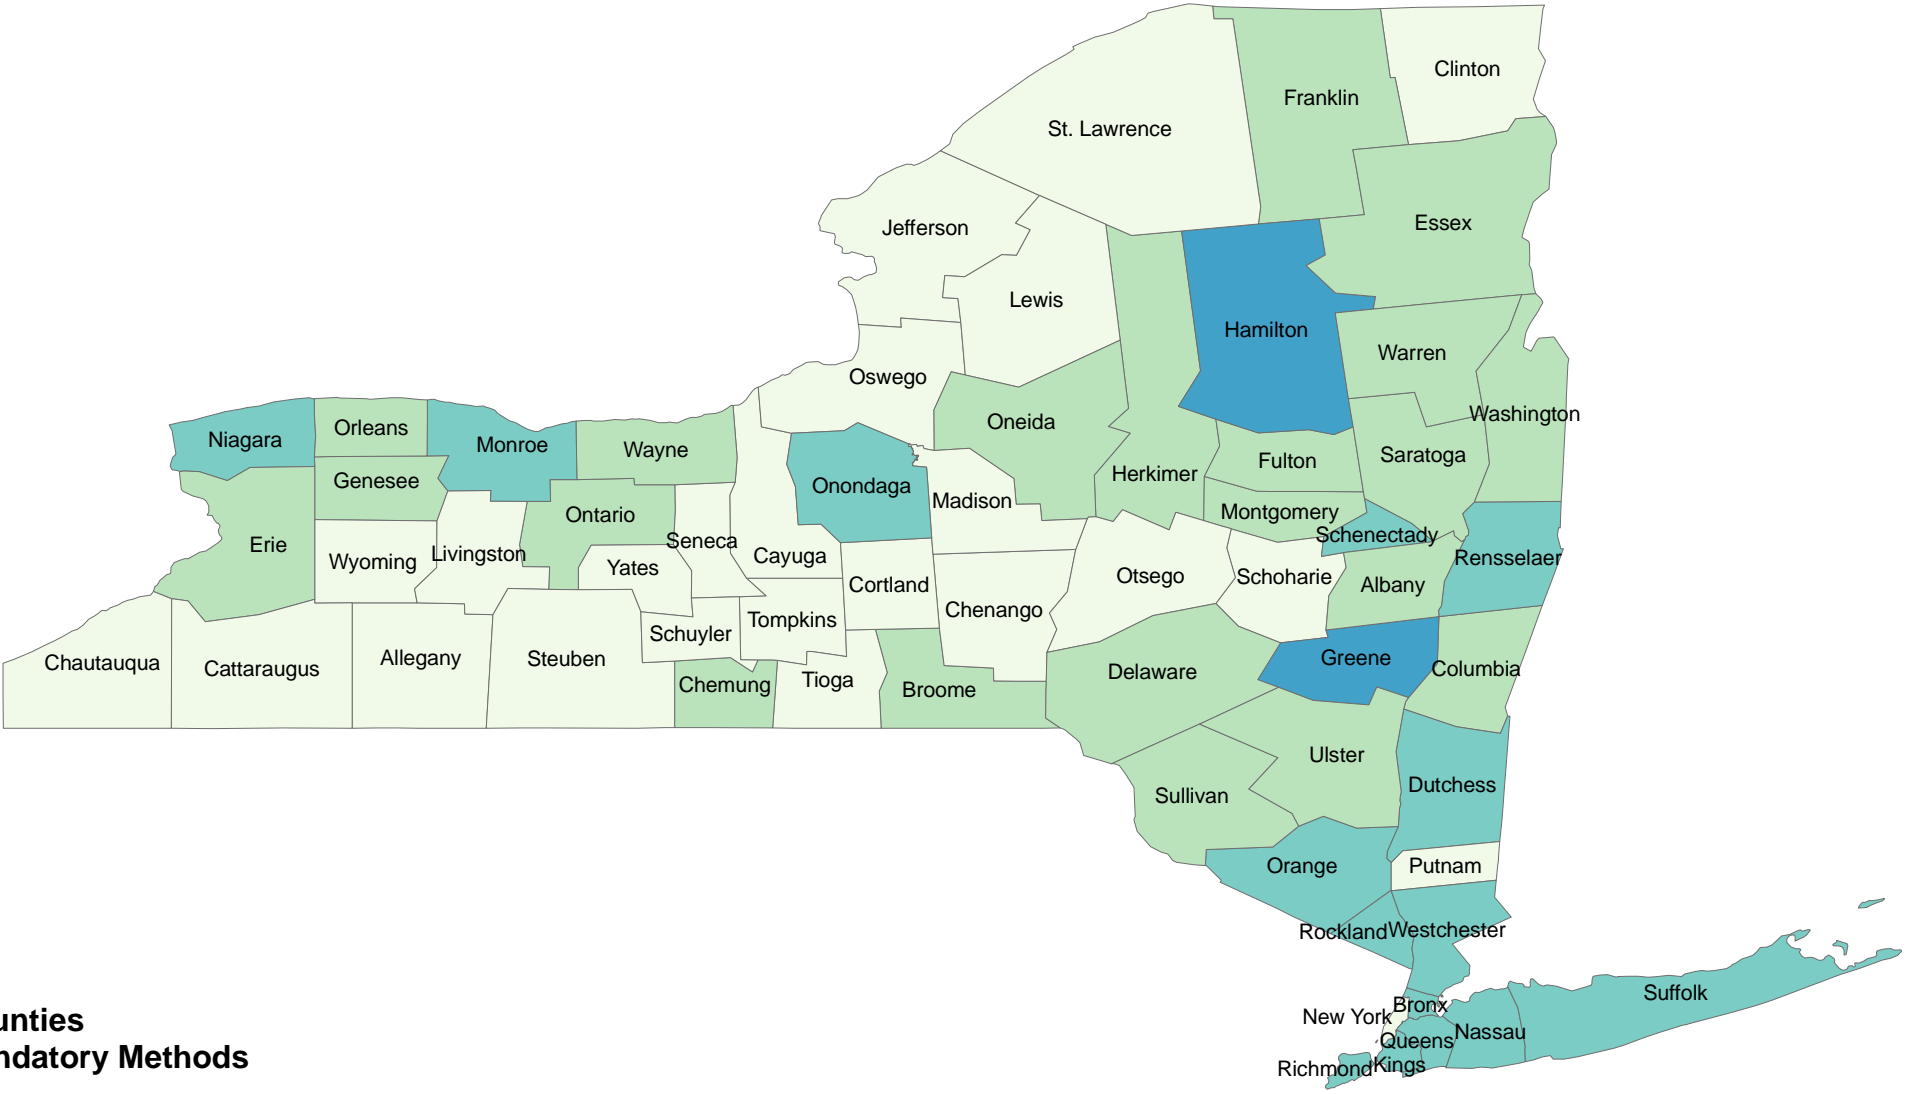 Clinton
Franklin
St. Lawrence
Essex
Jefferson
Lewis
Hamilton
Warren
Oswego
Washington
Oneida
Orleans
Niagara
Monroe
Wayne
Saratoga
Fulton
Herkimer
Genesee
Onondaga
Madison
Montgomery
Ontario
Schenectady
Seneca
Erie
Livingston
Cayuga
Rensselaer
Wyoming
Yates
Otsego
Schoharie
Cortland
Albany
Chenango
Tompkins
Schuyler
Greene
Allegany
Steuben
Chautauqua
Cattaraugus
Columbia
Delaware
Tioga
Chemung
Broome
Ulster
Dutchess
Sullivan
Orange
Putnam
Westchester
Rockland
Suffolk
Bronx
New York
Nassau
Queens
Kings
Richmond
unties
ndatory Methods